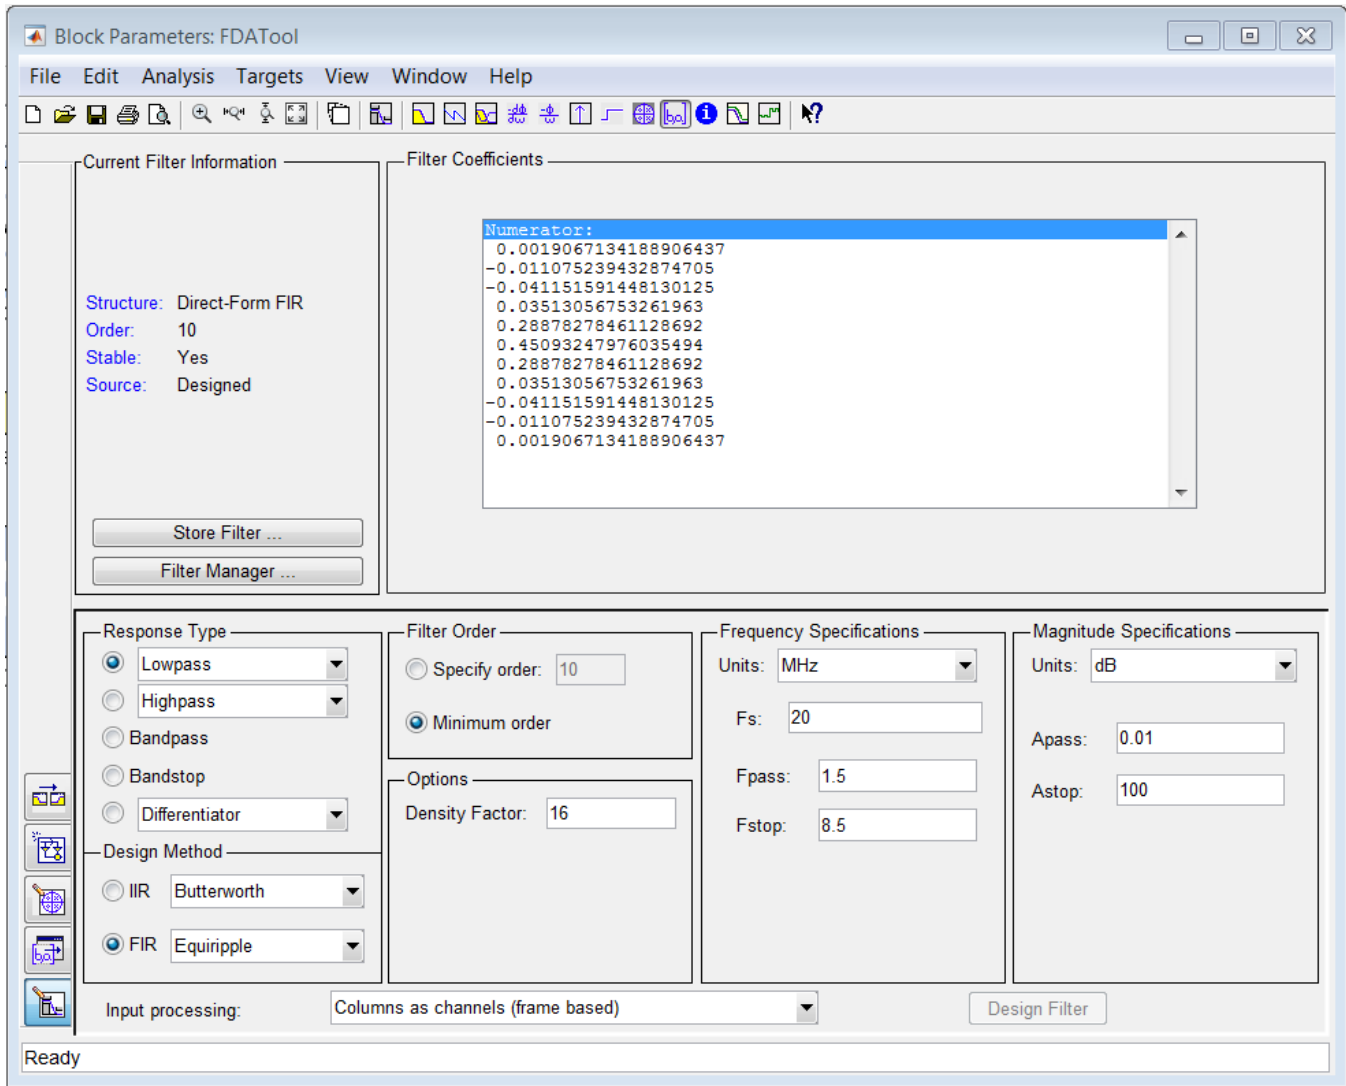 Block Parameters: FDATool
File Edit Analysis Targets View Window Help
Current Filter Information
Structure: Direct-Form FIR
Order: 10
Stable: Yes
Source: Designed
Store Filter ...
Filter Manager ...
Filter Coefficients
Numerator:
0.0019067134188906437
-0.011075239432874705
-0.041151591448130125
0.03513056753261963
0.28878278461128692
0.45093247976035494
0.28878278461128692
0.03513056753261963
-0.041151591448130125
-0.011075239432874705
0.0019067134188906437
Response Type
Lowpass
Highpass
Bandpass
Bandstop
Differentiator
Design Method
IIR Butterworth
FIR Equiripple
Filter Order
Specify order: 10
Minimum order
Options
Density Factor: 16
Frequency Specifications
Units: MHz
Fs: 20
Fpass: 1.5
Fstop: 8.5
Magnitude Specifications
Units: dB
Apass: 0.01
Astop: 100
Input processing: Columns as channels (frame based)
Design Filter
Ready